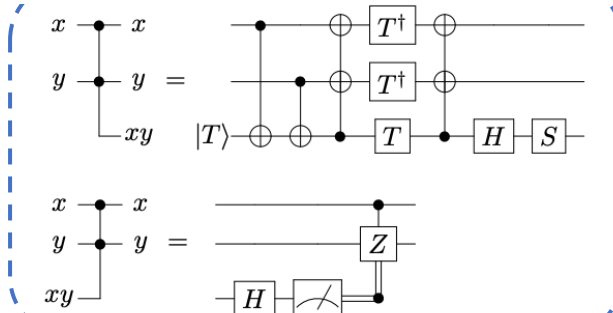 x x T†
y y = T†
xy |T⟩ T H S
x x
y y = Z
xy H